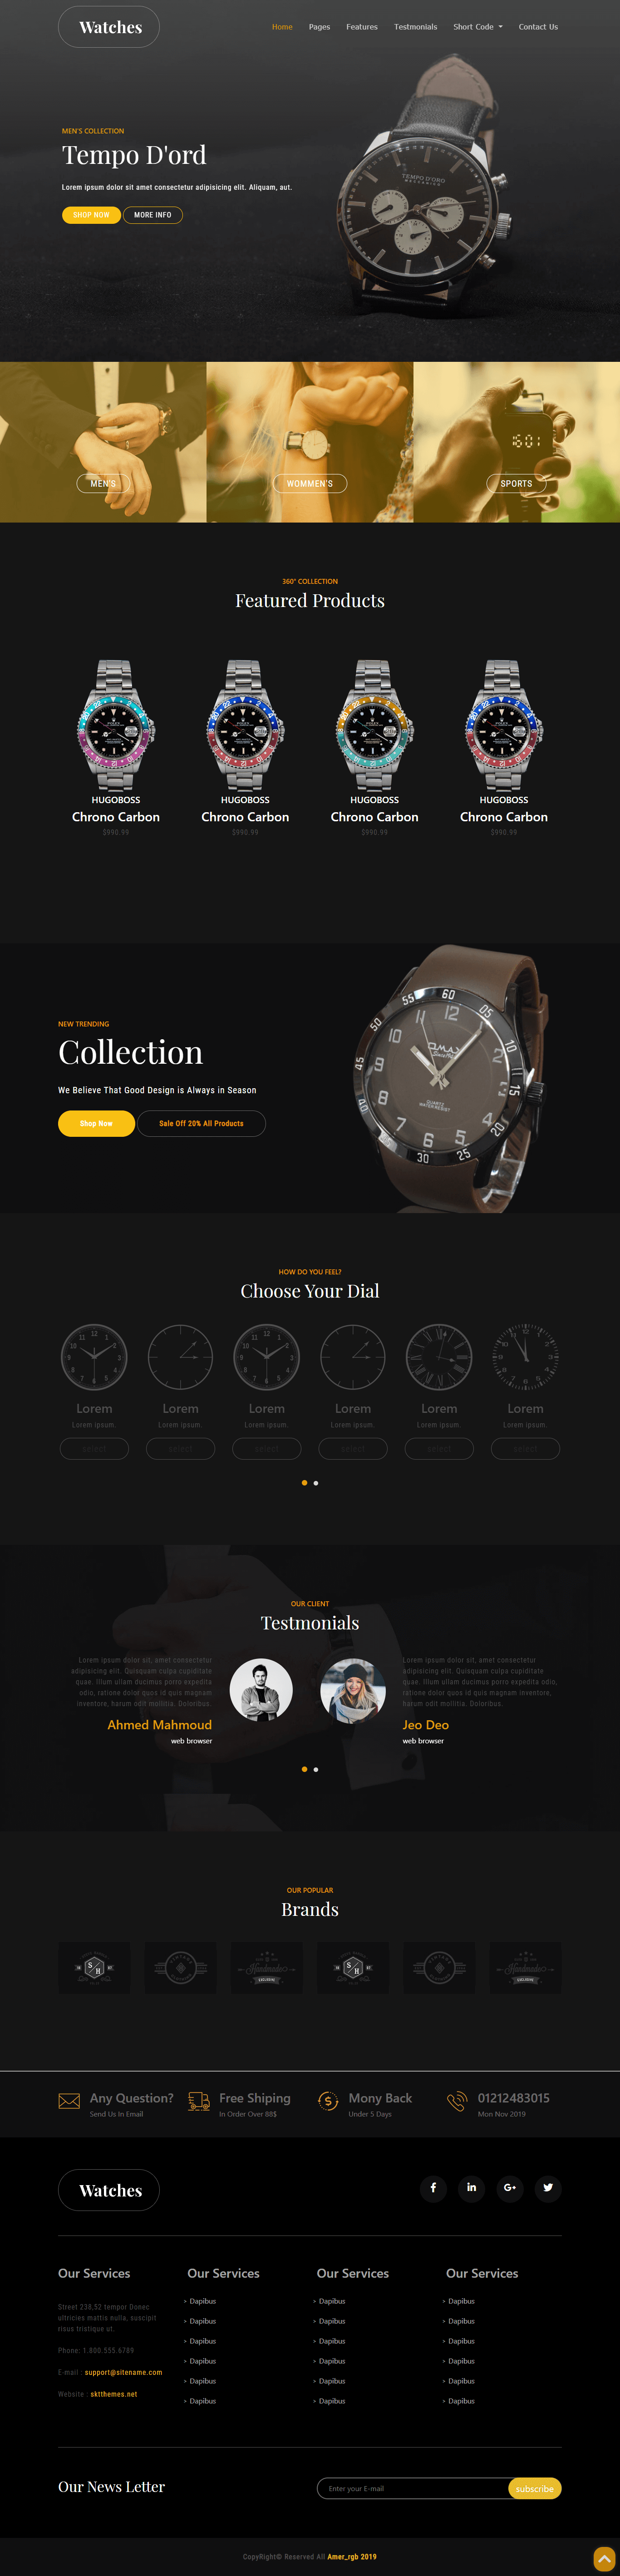 Watches
Home Pages Features Testmonials Short Code Contact Us
MEN'S COLLECTION
Tempo D'ord
Lorem ipsum dolor sit amet consectetur adipisicing elit. Aliquam, aut.
SHOP NOW MORE INFO
TEMPO D'ORO
MEN'S WOMMEN'S SPORTS
360° COLLECTION
Featured Products
HUGOBOSS HUGOBOSS HUGOBOSS HUGOBOSS
Chrono Carbon Chrono Carbon Chrono Carbon Chrono Carbon
$990.99 $990.99 $990.99 $990.99
NEW TRENDING
Collection
We Believe That Good Design is Always in Season
Shop Now Sale Off 20% All Products
OMAX
QUARTZ
WATER RESIST
HOW DO YOU FEEL?
Choose Your Dial
Lorem Lorem Lorem Lorem Lorem Lorem
Lorem ipsum. Lorem ipsum. Lorem ipsum. Lorem ipsum. Lorem ipsum. Lorem ipsum.
select select select select select select
OUR CLIENT
Testmonials
Lorem ipsum dolor sit, amet consectetur
adipisicing elit. Quisquam culpa cupiditate
quae. Illum ullam ducimus porro expedita
odio, ratione dolor quos id quis magnam
inventore, harum odit mollitia. Doloribus.
Ahmed Mahmoud
web browser
Lorem ipsum dolor sit, amet consectetur
adipisicing elit. Quisquam culpa cupiditate
quae. Illum ullam ducimus porro expedita odio,
ratione dolor quos id quis magnam inventore,
harum odit mollitia. Doloribus.
Jeo Deo
web browser
OUR POPULAR
Brands
Any Question? Free Shiping Mony Back 01212483015
Send Us In Email In Order Over 88$ Under 5 Days Mon Nov 2019
Watches
Our Services Our Services Our Services Our Services
Street 238,52 tempor Donec
ultricies mattis nulla, suscipit
risus tristique ut.
Phone: 1.800.555.6789
E-mail : support@sitename.com
Website : sktthemes.net
> Dapibus > Dapibus > Dapibus
> Dapibus > Dapibus > Dapibus
> Dapibus > Dapibus > Dapibus
> Dapibus > Dapibus > Dapibus
> Dapibus > Dapibus > Dapibus
> Dapibus > Dapibus > Dapibus
Our News Letter
Enter your E-mail subscribe
CopyRight© Reserved All Amer_rgb 2019